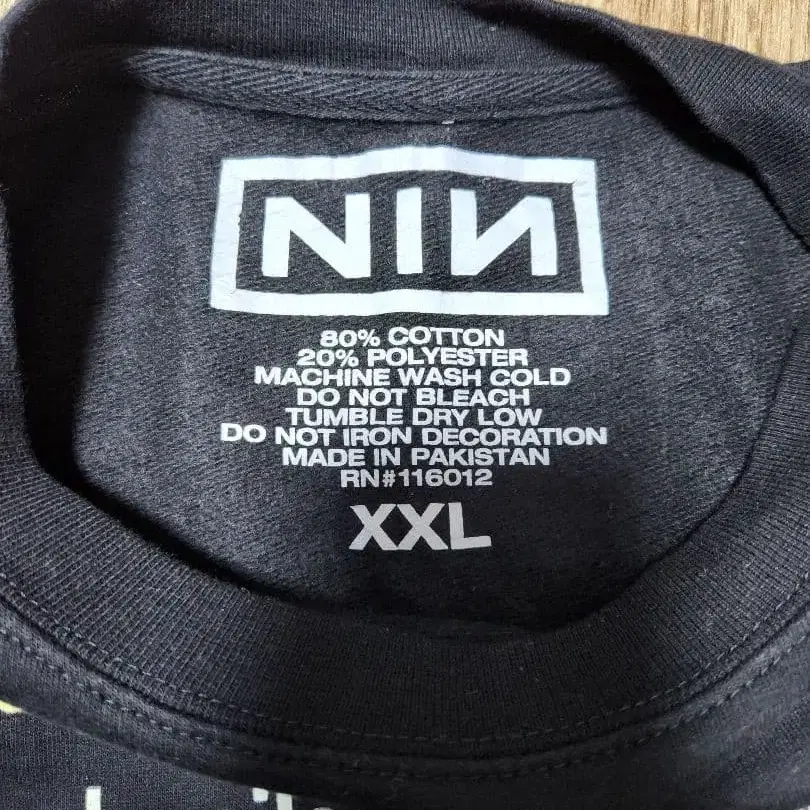 NIИ
80% COTTON
20% POLYESTER
MACHINE WASH COLD
DO NOT BLEACH
TUMBLE DRY LOW
DO NOT IRON DECORATION
MADE IN PAKISTAN
RN#116012
XXL